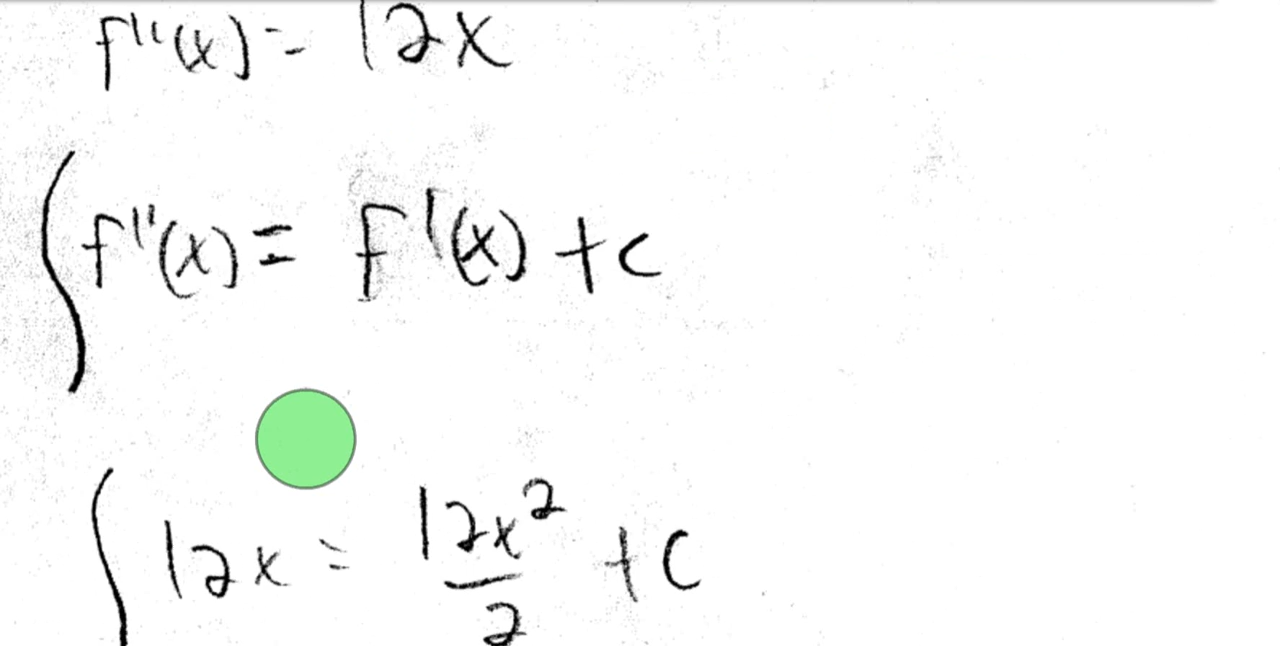 f''(x) = 12x
∫f''(x) = f'(x) + c
∫12x = 12x²/2 + c